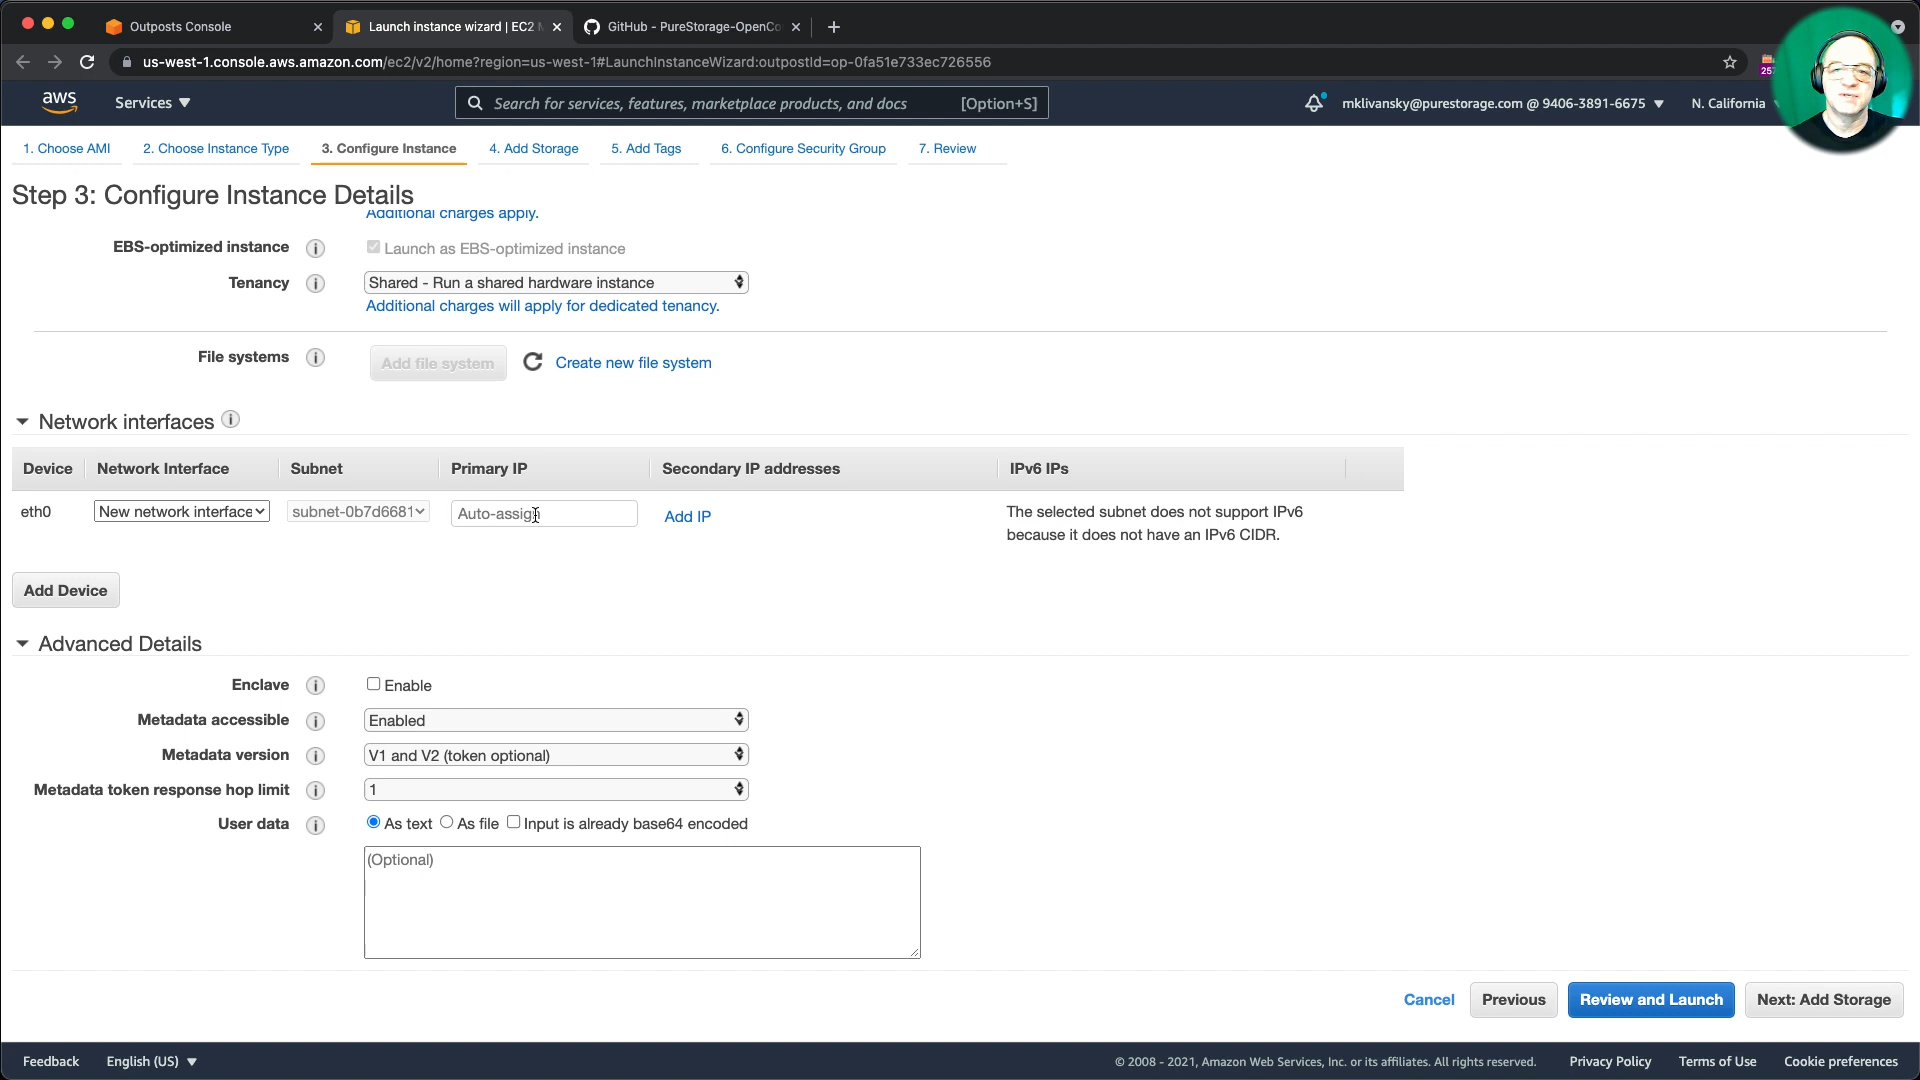 Outposts Console
Launch instance wizard | EC2
GitHub - PureStorage-OpenCo
us-west-1.console.aws.amazon.com/ec2/v2/home?region=us-west-1#LaunchInstanceWizard:outpostId=op-0fa51e733ec726556
aws
Services
Search for services, features, marketplace products, and docs
[Option+S]
mklivansky@purestorage.com @ 9406-3891-6675
N. California
1. Choose AMI
2. Choose Instance Type
3. Configure Instance
4. Add Storage
5. Add Tags
6. Configure Security Group
7. Review
Step 3: Configure Instance Details
Additional charges apply.
EBS-optimized instance
Launch as EBS-optimized instance
Tenancy
Shared - Run a shared hardware instance
Additional charges will apply for dedicated tenancy.
File systems
Add file system
Create new file system
Network interfaces
Device
Network Interface
Subnet
Primary IP
Secondary IP addresses
IPv6 IPs
eth0
New network interface
subnet-0b7d6681
Auto-assign
Add IP
The selected subnet does not support IPv6
because it does not have an IPv6 CIDR.
Add Device
Advanced Details
Enclave
Enable
Metadata accessible
Enabled
Metadata version
V1 and V2 (token optional)
Metadata token response hop limit
1
User data
As text
As file
Input is already base64 encoded
(Optional)
Cancel
Previous
Review and Launch
Next: Add Storage
Feedback
English (US)
© 2008 - 2021, Amazon Web Services, Inc. or its affiliates. All rights reserved.
Privacy Policy
Terms of Use
Cookie preferences